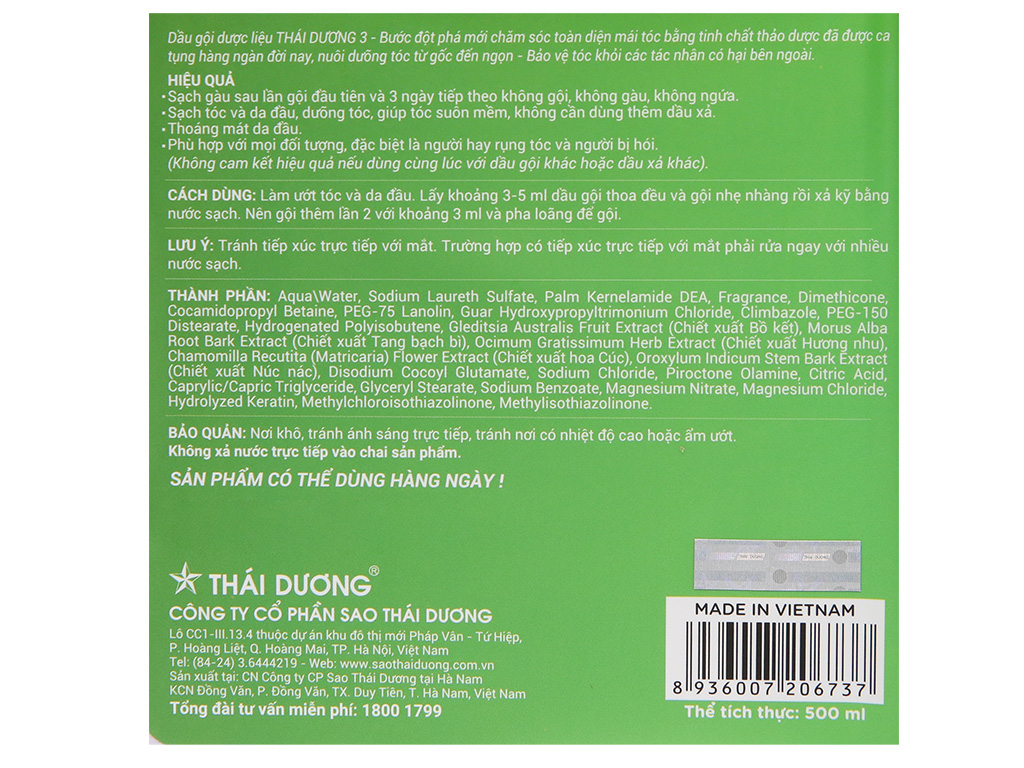 Dầu gội dược liệu THÁI DƯƠNG 3 - Bước đột phá mới chăm sóc toàn diện mái tóc bằng tinh chất thảo dược đã được ca
tụng hàng ngàn đời nay, nuôi dưỡng tóc từ gốc đến ngọn - Bảo vệ tóc khỏi các tác nhân có hại bên ngoài.
HIỆU QUẢ
• Sạch gàu sau lần gội đầu tiên và 3 ngày tiếp theo không gội, không gàu, không ngứa.
• Sạch tóc và da đầu, dưỡng tóc, giúp tóc suôn mềm, không cần dùng thêm dầu xả.
• Thoáng mát da đầu.
• Phù hợp với mọi đối tượng, đặc biệt là người hay rụng tóc và người bị hói.
(Không cam kết hiệu quả nếu dùng cùng lúc với dầu gội khác hoặc dầu xả khác).
CÁCH DÙNG: Làm ướt tóc và da đầu. Lấy khoảng 3-5 ml dầu gội thoa đều và gội nhẹ nhàng rồi xả kỹ bằng
nước sạch. Nên gội thêm lần 2 với khoảng 3 ml và pha loãng để gội.
LƯU Ý: Tránh tiếp xúc trực tiếp với mắt. Trường hợp có tiếp xúc trực tiếp với mắt phải rửa ngay với nhiều
nước sạch.
THÀNH PHẦN: Aqua\Water, Sodium Laureth Sulfate, Palm Kernelamide DEA, Fragrance, Dimethicone,
Cocamidopropyl Betaine, PEG-75 Lanolin, Guar Hydroxypropyltrimonium Chloride, Climbazole, PEG-150
Distearate, Hydrogenated Polyisobutene, Gleditsia Australis Fruit Extract (Chiết xuất Bồ kết), Morus Alba
Root Bark Extract (Chiết xuất Tang bạch bì), Ocimum Gratissimum Herb Extract (Chiết xuất Hương nhu),
Chamomilla Recutita (Matricaria) Flower Extract (Chiết xuất hoa Cúc), Oroxylum Indicum Stem Bark Extract
(Chiết xuất Núc nác), Disodium Cocoyl Glutamate, Sodium Chloride, Piroctone Olamine, Citric Acid,
Caprylic/Capric Triglyceride, Glyceryl Stearate, Sodium Benzoate, Magnesium Nitrate, Magnesium Chloride,
Hydrolyzed Keratin, Methylchloroisothiazolinone, Methylisothiazolinone.
BẢO QUẢN: Nơi khô, tránh ánh sáng trực tiếp, tránh nơi có nhiệt độ cao hoặc ẩm ướt.
Không xả nước trực tiếp vào chai sản phẩm.
SẢN PHẨM CÓ THỂ DÙNG HÀNG NGÀY !
THÁI DƯƠNG®
CÔNG TY CỔ PHẦN SAO THÁI DƯƠNG
Lô CC1-III.13.4 thuộc dự án khu đô thị mới Pháp Vân - Tứ Hiệp,
P. Hoàng Liệt, Q. Hoàng Mai, TP. Hà Nội, Việt Nam
Tel: (84-24) 3.6444219 - Web: www.saothaiduong.com.vn
Sản xuất tại: CN Công ty CP Sao Thái Dương tại Hà Nam
KCN Đồng Văn, P. Đồng Văn, TX. Duy Tiên, T. Hà Nam, Việt Nam
Tổng đài tư vấn miễn phí: 1800 1799
MADE IN VIETNAM
8 936007 206737
Thể tích thực: 500 ml